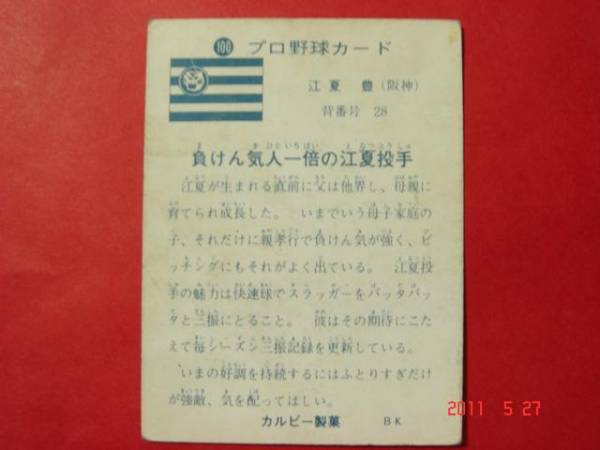 100 プロ野球カード
江夏 豊(阪神)
背番号 28
負けん気人一倍の江夏投手
江夏が生まれる直前に父は他界し、母親に
育てられ成長した。 いまでいう母子家庭の
子、それだけに親孝行で負けん気が強く、ピ
ッチングにもそれがよく出ている。 江夏投
手の魅力は快速球でスラッガーをバッタバッ
タと三振にとること。 彼はその期待にこた
えて毎シーズン三振記録を更新している。
いまの好調を持続するにはふとりすぎだけ
が強敵、気を配ってほしい。
カルビー製菓 BK
2011 5 27